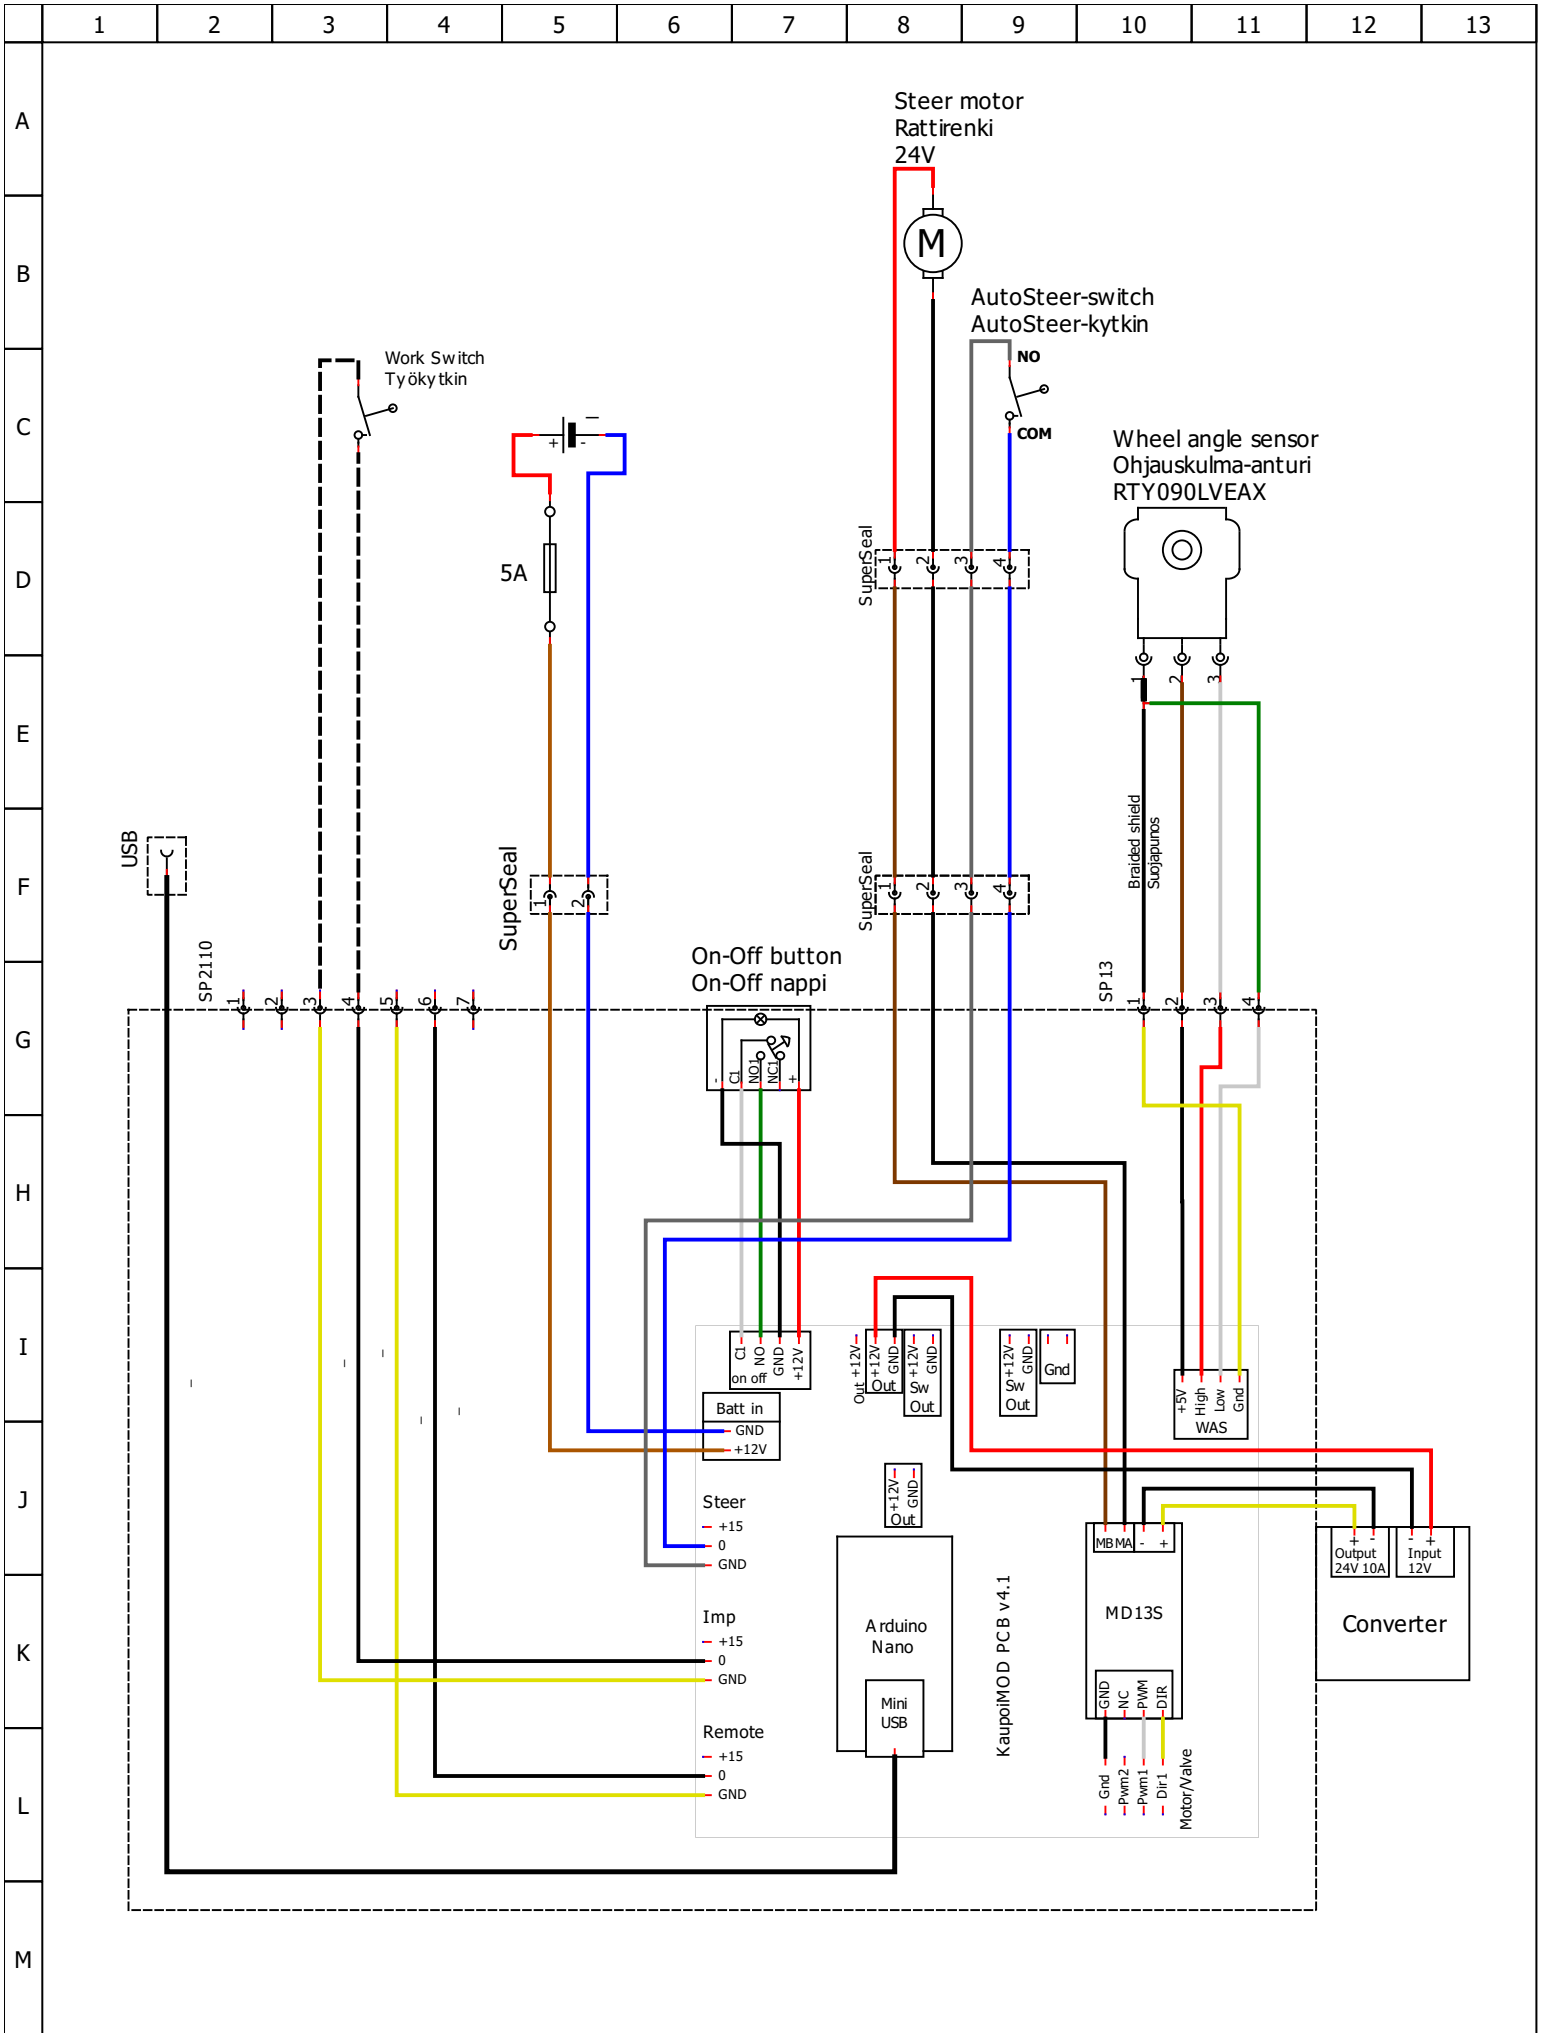 1 2 3 4 5 6 7 8 9 10 11 12 13
A
B
C
D
E
F
G
H
I
J
K
L
M
Steer motor
Rattirenki
24V
M
AutoSteer-switch
AutoSteer-kytkin
NO
COM
Work Switch
Työkytkin
+ -
5A
Wheel angle sensor
Ohjauskulma-anturi
RTY090LVEAX
1 2 3
SuperSeal
1 2 3 4
Braided shield
Suojapunos
USB
SuperSeal
1 2
SuperSeal
1 2 3 4
SP2110
1 2 3 4 5 6 7
On-Off button
On-Off nappi
- C1 NO1 NC1 +
SP13
1 2 3 4
C1 NO GND +12V
on off
Out +12V
+12V GND
Out
+12V GND
Sw
Out
+12V GND
Sw
Out
Gnd
+5V High Low Gnd
WAS
Batt in
GND
+12V
+12V GND
Out
Steer
+15
0
GND
Imp
+15
0
GND
Remote
+15
0
GND
Arduino
Nano
Mini
USB
KaupoiMOD PCB v4.1
MB MA - +
MD13S
GND NC PWM DIR
Gnd Pwm2 Pwm1 Dir1
Motor/Valve
+ -
Output
24V 10A
- +
Input
12V
Converter